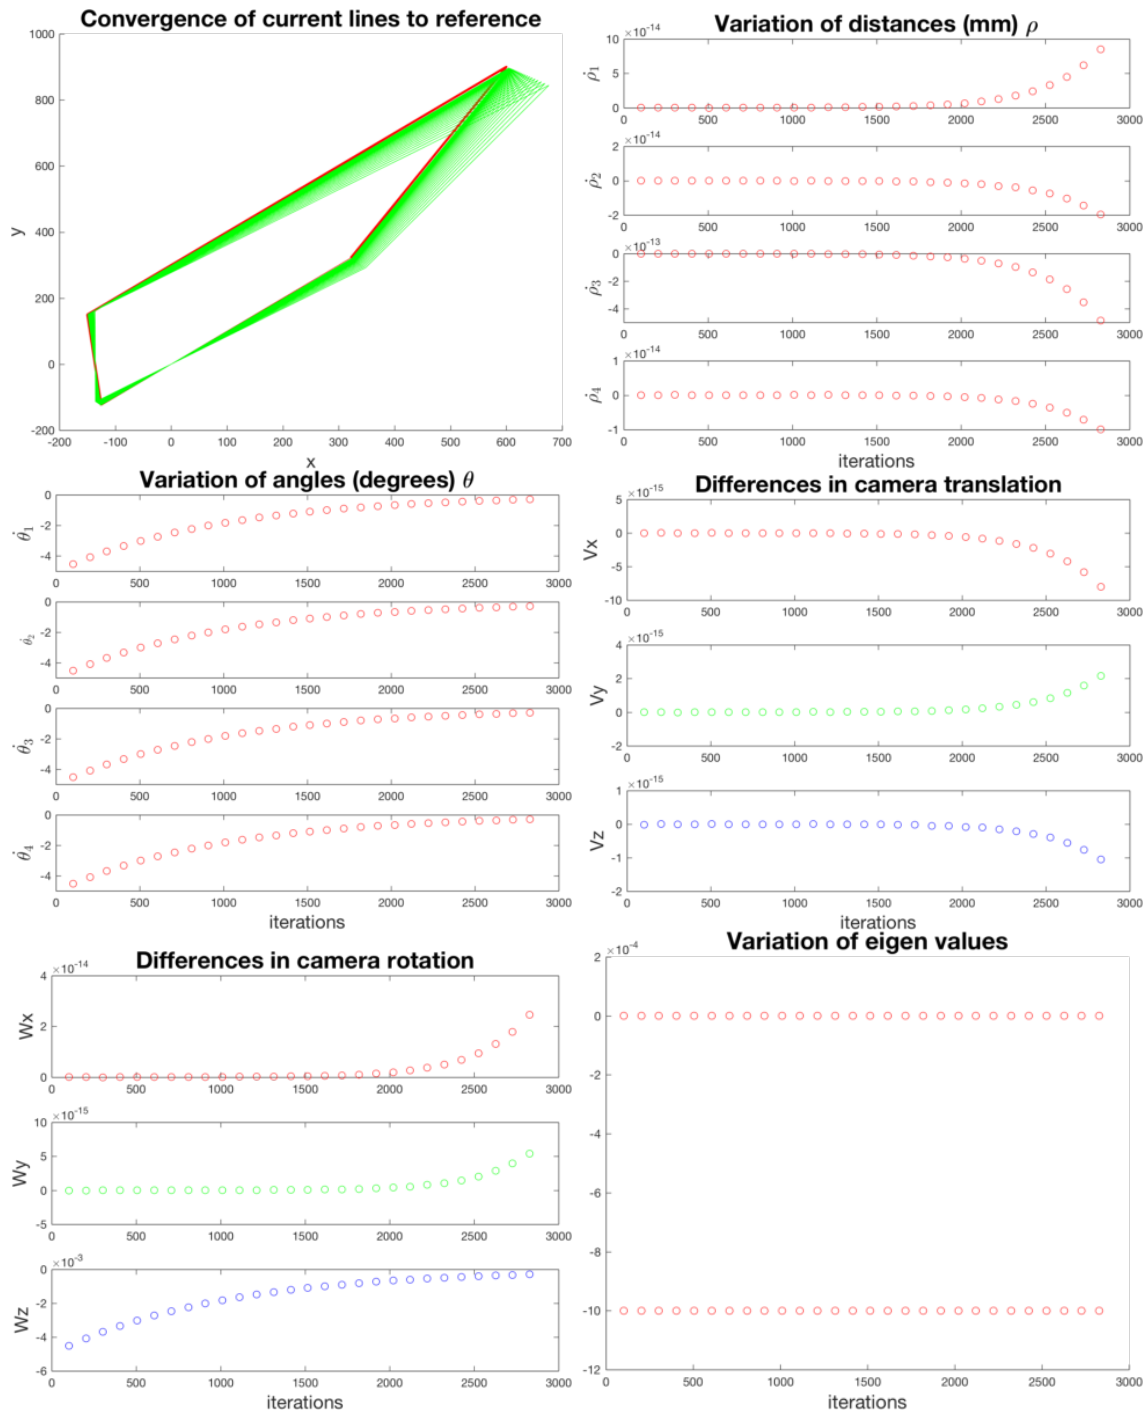 Convergence of current lines to reference
1000
800
600
400
200
0
-200
y
-200 -100 0 100 200 300 400 500 600 700
x
Variation of distances (mm) ρ
×10-14
10
5
0
ρ̇1
0 500 1000 1500 2000 2500 3000
×10-14
2
0
-2
ρ̇2
0 500 1000 1500 2000 2500 3000
×10-13
0
-2
-4
ρ̇3
0 500 1000 1500 2000 2500 3000
×10-14
1
0
-1
ρ̇4
0 500 1000 1500 2000 2500 3000
iterations
Variation of angles (degrees) θ
0
-2
-4
θ̇1
0 500 1000 1500 2000 2500 3000
0
-2
-4
θ̇2
0 500 1000 1500 2000 2500 3000
0
-2
-4
θ̇3
0 500 1000 1500 2000 2500 3000
0
-2
-4
θ̇4
0 500 1000 1500 2000 2500 3000
iterations
Differences in camera translation
×10-15
5
0
-5
-10
Vx
0 500 1000 1500 2000 2500 3000
×10-15
4
2
0
-2
Vy
0 500 1000 1500 2000 2500 3000
×10-15
1
0
-1
-2
Vz
0 500 1000 1500 2000 2500 3000
iterations
Differences in camera rotation
×10-14
4
2
0
Wx
0 500 1000 1500 2000 2500 3000
×10-15
10
5
0
-5
Wy
0 500 1000 1500 2000 2500 3000
×10-3
0
-2
-4
-6
Wz
0 500 1000 1500 2000 2500 3000
iterations
Variation of eigen values
×10-4
2
0
-2
-4
-6
-8
-10
-12
0 500 1000 1500 2000 2500 3000
iterations